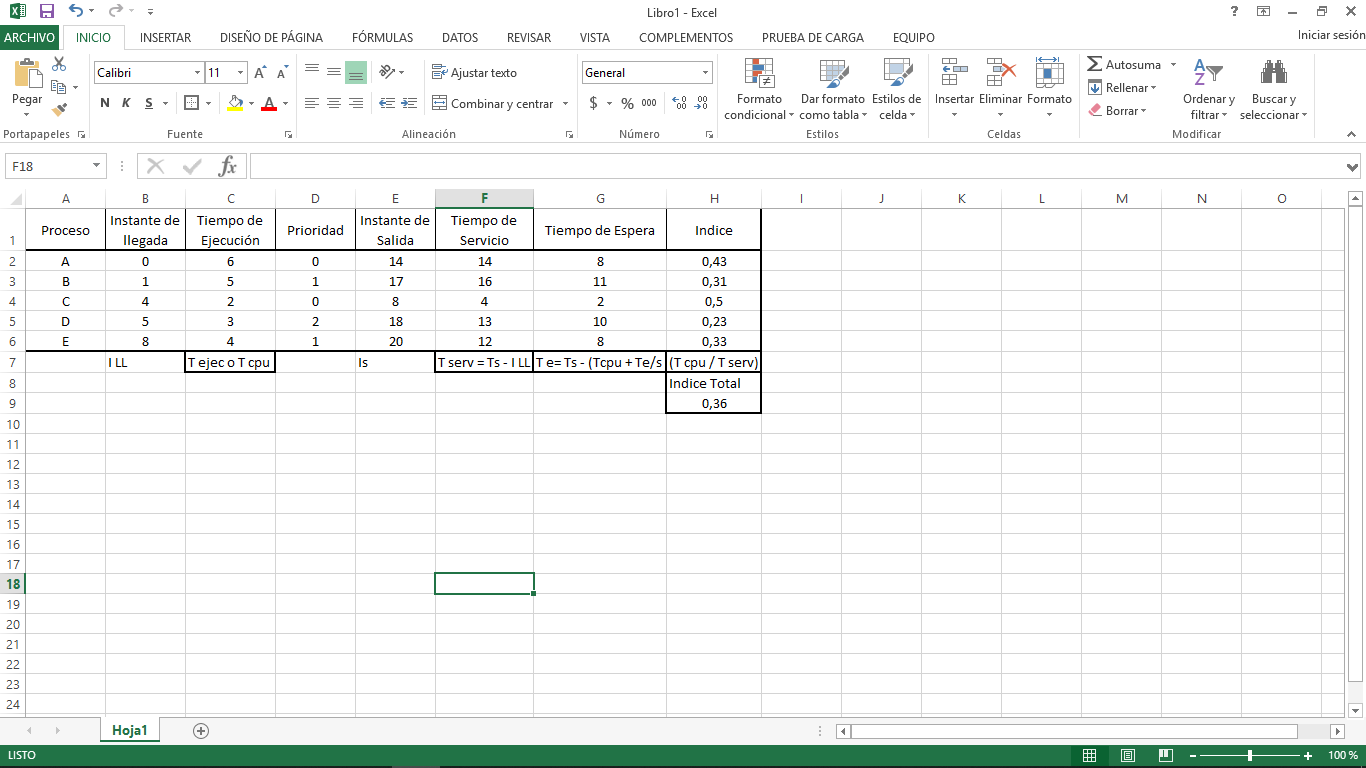 Libro1 - Excel
ARCHIVO INICIO INSERTAR DISEÑO DE PÁGINA FÓRMULAS DATOS REVISAR VISTA COMPLEMENTOS PRUEBA DE CARGA EQUIPO Iniciar sesión
Pegar
Calibri 11
N K S
Ajustar texto
Combinar y centrar
General
$ % 000
Formato condicional
Dar formato como tabla
Estilos de celda
Insertar Eliminar Formato
Autosuma
Rellenar
Borrar
Ordenar y filtrar
Buscar y seleccionar
Portapapeles Fuente Alineación Número Estilos Celdas Modificar
F18 fx
A B C D E F G H I J K L M N O
1 Proceso Instante de llegada Tiempo de Ejecución Prioridad Instante de Salida Tiempo de Servicio Tiempo de Espera Indice
2 A 0 6 0 14 14 8 0,43
3 B 1 5 1 17 16 11 0,31
4 C 4 2 0 8 4 2 0,5
5 D 5 3 2 18 13 10 0,23
6 E 8 4 1 20 12 8 0,33
7 I LL T ejec o T cpu Is T serv = Ts - I LL T e= Ts - (Tcpu + Te/s (T cpu / T serv)
8 Indice Total
9 0,36
10
11
12
13
14
15
16
17
18
19
20
21
22
23
24
Hoja1
LISTO 100 %